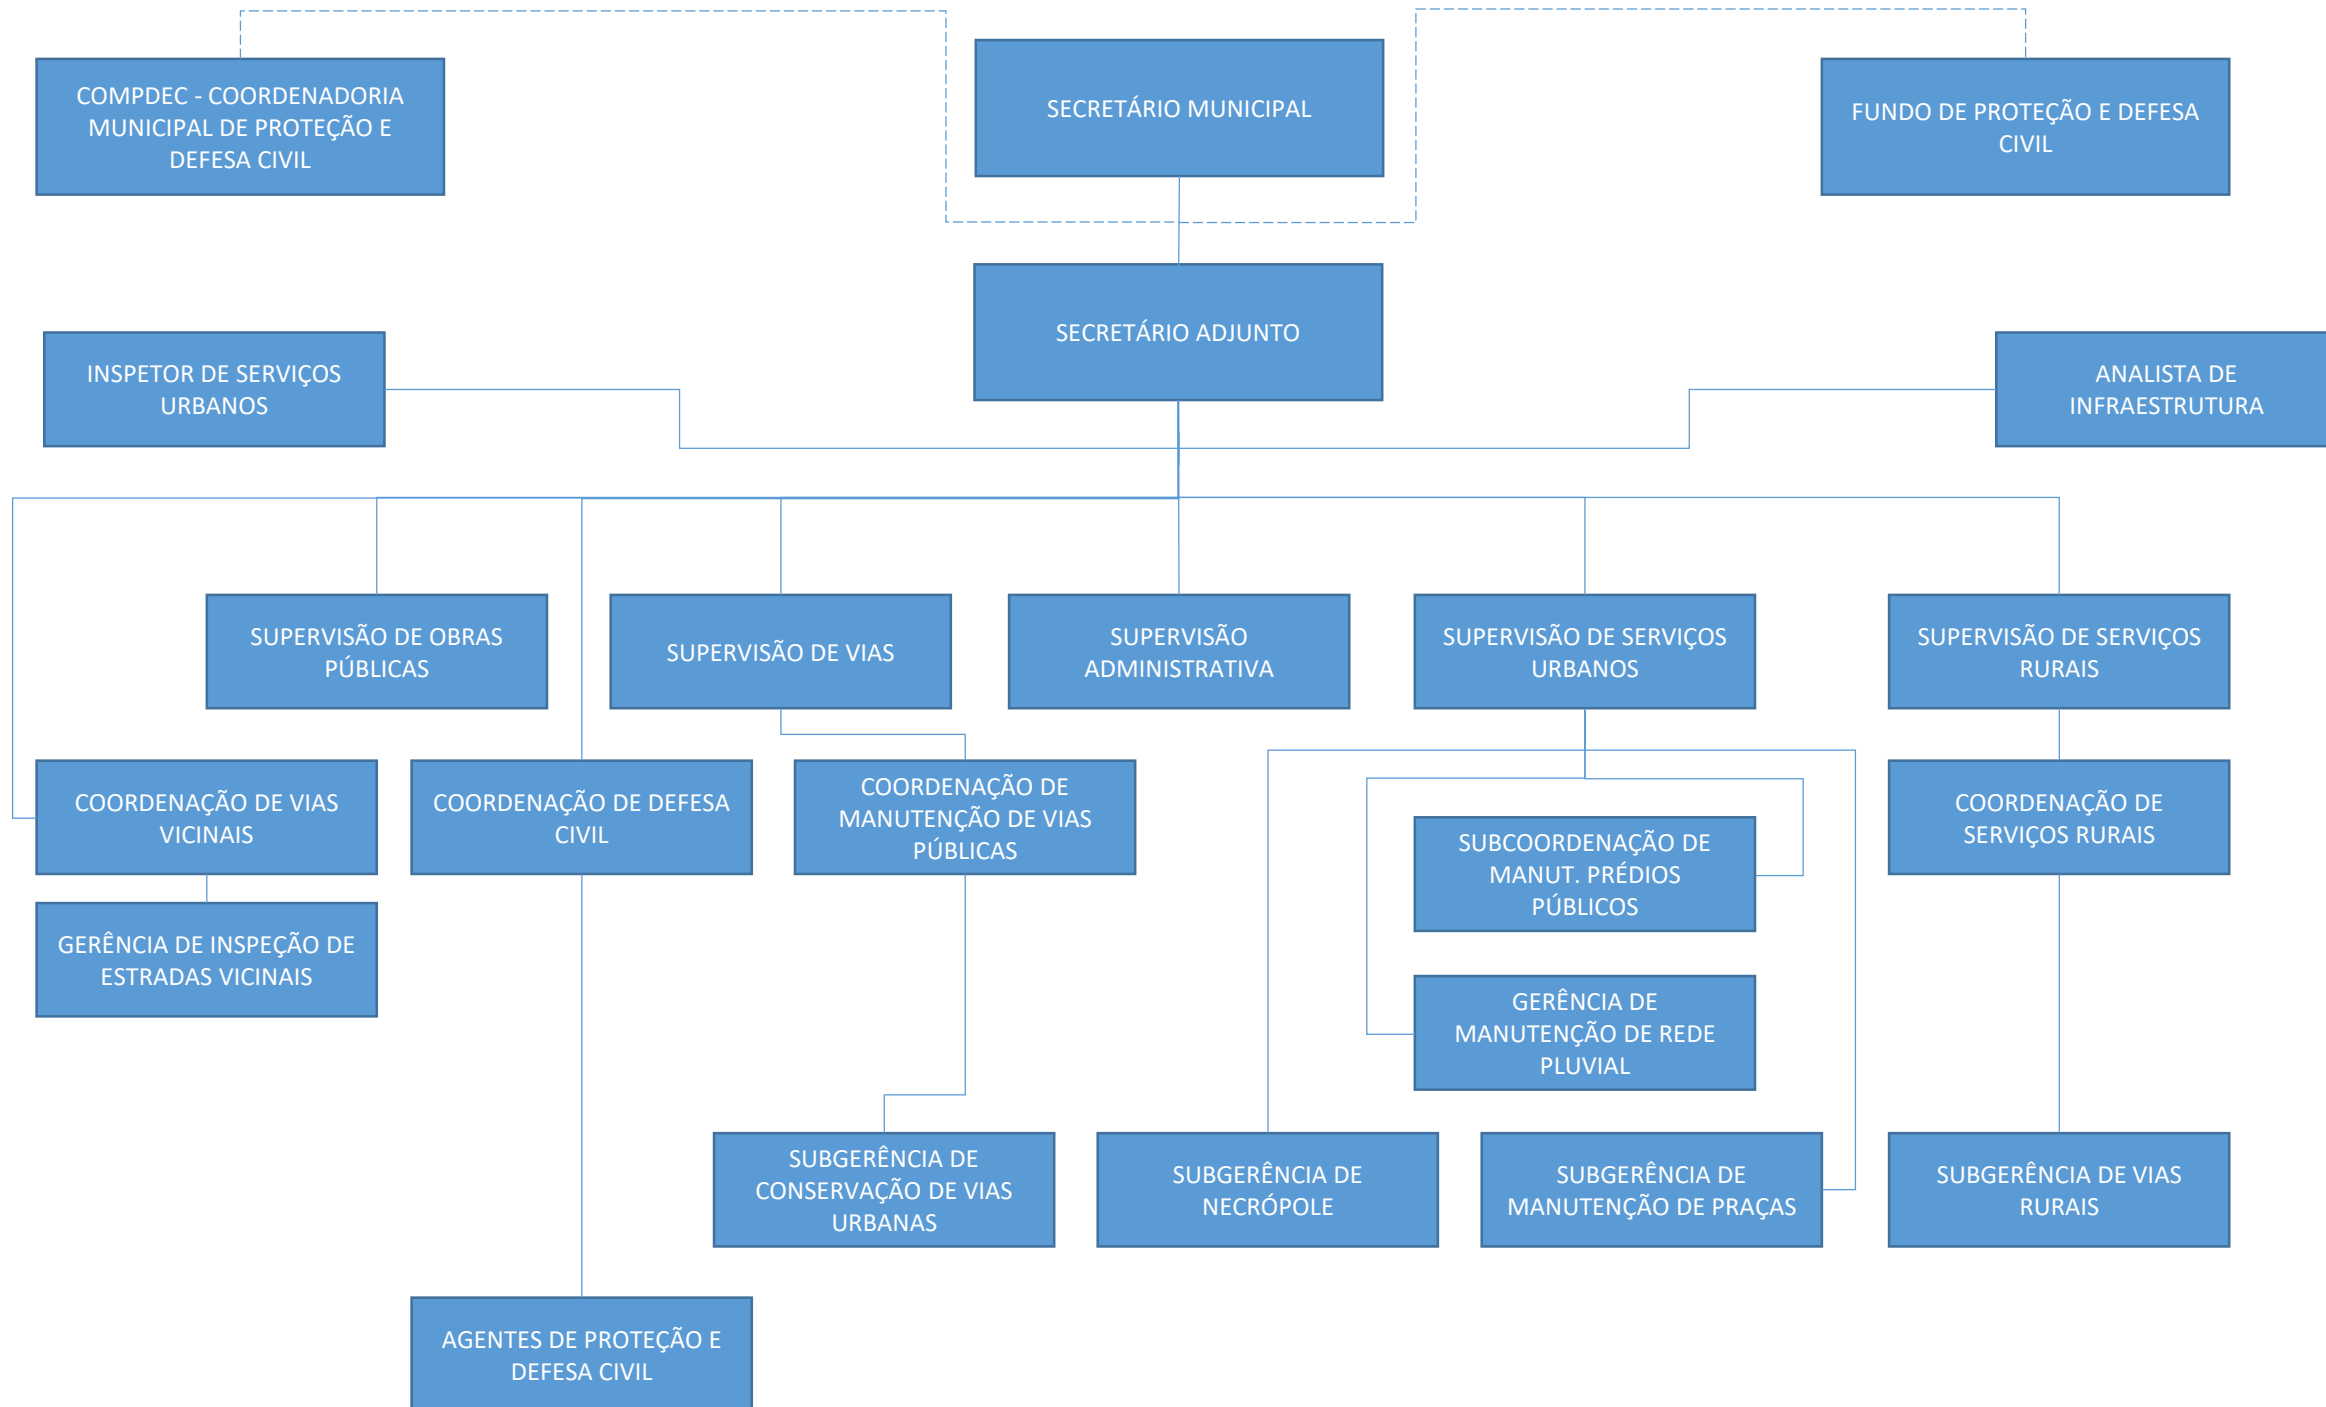 COMPDEC - COORDENADORIA
MUNICIPAL DE PROTEÇÃO E
DEFESA CIVIL
SECRETÁRIO MUNICIPAL
FUNDO DE PROTEÇÃO E DEFESA
CIVIL
SECRETÁRIO ADJUNTO
INSPETOR DE SERVIÇOS
URBANOS
ANALISTA DE
INFRAESTRUTURA
SUPERVISÃO DE OBRAS
PÚBLICAS
SUPERVISÃO DE VIAS
SUPERVISÃO
ADMINISTRATIVA
SUPERVISÃO DE SERVIÇOS
URBANOS
SUPERVISÃO DE SERVIÇOS
RURAIS
COORDENAÇÃO DE VIAS
VICINAIS
COORDENAÇÃO DE DEFESA
CIVIL
COORDENAÇÃO DE
MANUTENÇÃO DE VIAS
PÚBLICAS
SUBCOORDENAÇÃO DE
MANUT. PRÉDIOS
PÚBLICOS
COORDENAÇÃO DE
SERVIÇOS RURAIS
GERÊNCIA DE INSPEÇÃO DE
ESTRADAS VICINAIS
GERÊNCIA DE
MANUTENÇÃO DE REDE
PLUVIAL
SUBGERÊNCIA DE
CONSERVAÇÃO DE VIAS
URBANAS
SUBGERÊNCIA DE
NECRÓPOLE
SUBGERÊNCIA DE
MANUTENÇÃO DE PRAÇAS
SUBGERÊNCIA DE VIAS
RURAIS
AGENTES DE PROTEÇÃO E
DEFESA CIVIL